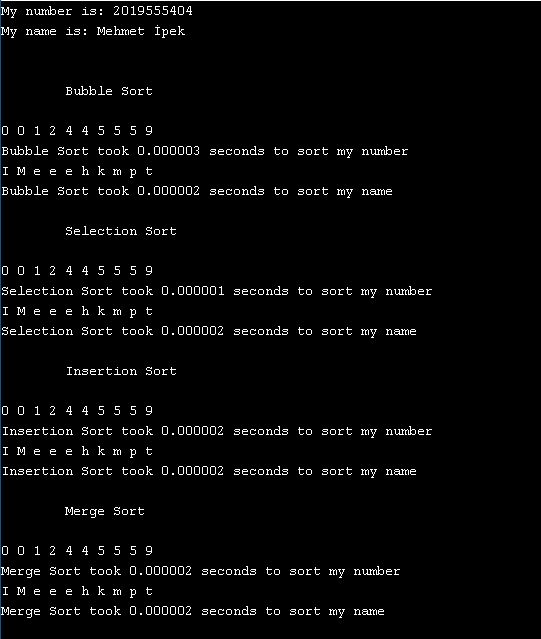 My number is: 2019555404
My name is: Mehmet İpek
Bubble Sort
0 0 1 2 4 4 5 5 5 9
Bubble Sort took 0.000003 seconds to sort my number
I M e e e h k m p t
Bubble Sort took 0.000002 seconds to sort my name
Selection Sort
0 0 1 2 4 4 5 5 5 9
Selection Sort took 0.000001 seconds to sort my number
I M e e e h k m p t
Selection Sort took 0.000002 seconds to sort my name
Insertion Sort
0 0 1 2 4 4 5 5 5 9
Insertion Sort took 0.000002 seconds to sort my number
I M e e e h k m p t
Insertion Sort took 0.000002 seconds to sort my name
Merge Sort
0 0 1 2 4 4 5 5 5 9
Merge Sort took 0.000002 seconds to sort my number
I M e e e h k m p t
Merge Sort took 0.000002 seconds to sort my name